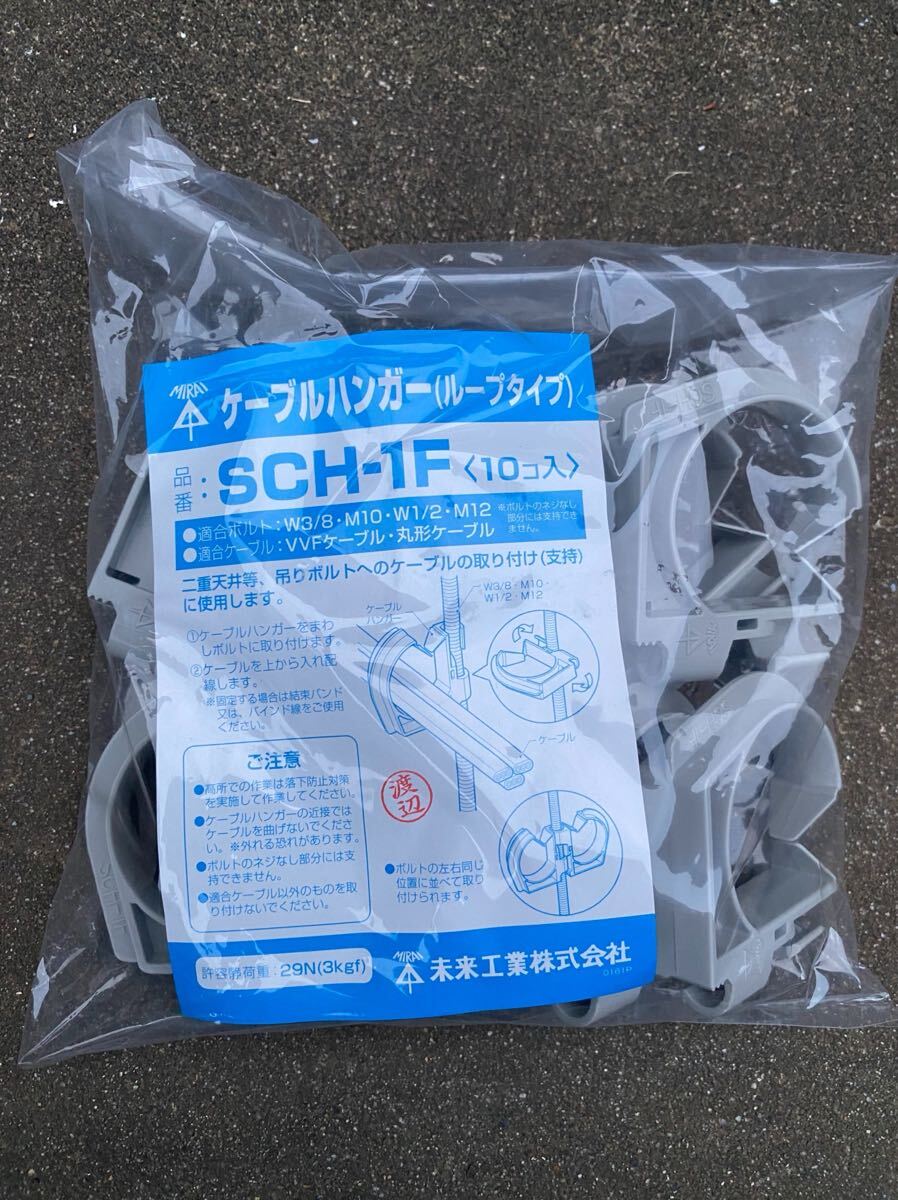 MIRAI
ケーブルハンガー(ループタイプ)
品番:
SCH-1F〈10コ入〉
●適合ボルト:W3/8・M10・W1/2・M12
※ボルトのネジなし
部分には支持でき
ません。
●適合ケーブル:VVFケーブル・丸形ケーブル
二重天井等、吊りボルトへのケーブルの取り付け(支持)
に使用します。
①ケーブルハンガーをまわ
しボルトに取り付けます。
②ケーブルを上から入れ配
線します。
※固定する場合は結束バンド
又は、バインド線をご使用
ください。
ケーブル
ハンガー
W3/8・M10・
W1/2・M12
ケーブル
渡辺
ご注意
●高所での作業は落下防止対策
を実施して作業してください。
●ケーブルハンガーの近接では
ケーブルを曲げないでくださ
い。※外れる恐れがあります。
●ボルトのネジなし部分には支
持できません。
●適合ケーブル以外のものを取
り付けないでください。
●ボルトの左右同じ
位置に並べて取り
付けられます。
許容静荷重:29N(3kgf)
MIRAI
未来工業株式会社
0161P